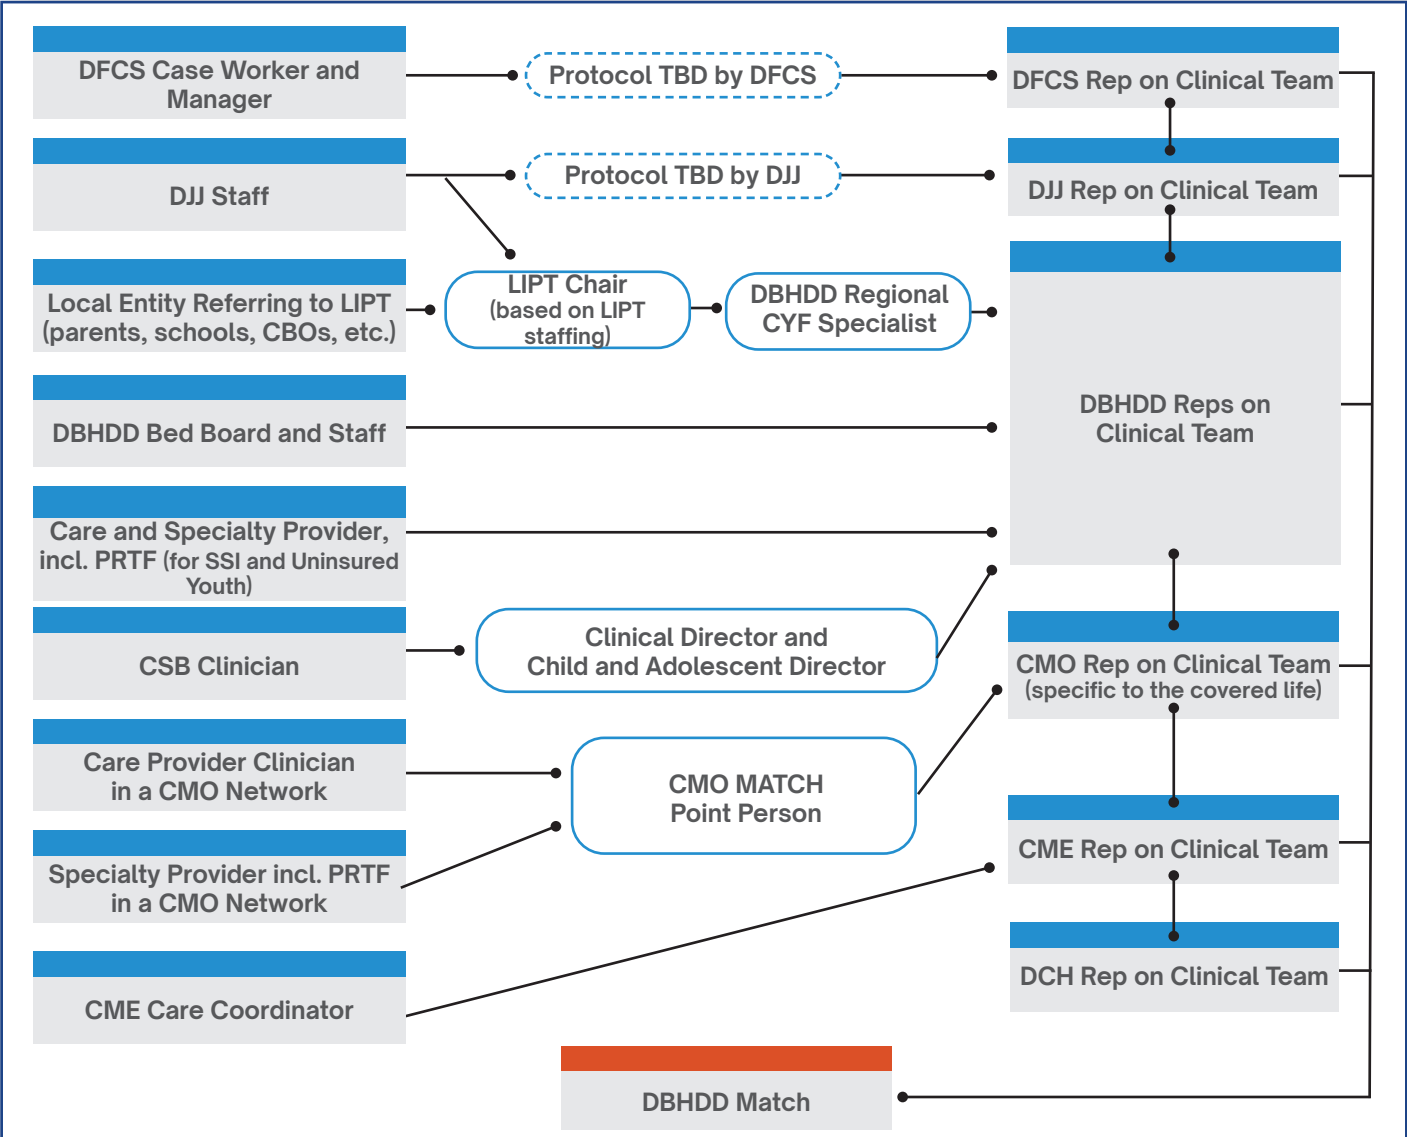 DFCS Case Worker and
Manager
Protocol TBD by DFCS
DFCS Rep on Clinical Team
DJJ Staff
Protocol TBD by DJJ
DJJ Rep on Clinical Team
Local Entity Referring to LIPT
(parents, schools, CBOs, etc.)
LIPT Chair
(based on LIPT
staffing)
DBHDD Regional
CYF Specialist
DBHDD Reps on
Clinical Team
DBHDD Bed Board and Staff
Care and Specialty Provider,
incl. PRTF (for SSI and Uninsured
Youth)
CSB Clinician
Clinical Director and
Child and Adolescent Director
CMO Rep on Clinical Team
(specific to the covered life)
Care Provider Clinician
in a CMO Network
CMO MATCH
Point Person
Specialty Provider incl. PRTF
in a CMO Network
CME Rep on Clinical Team
CME Care Coordinator
DCH Rep on Clinical Team
DBHDD Match